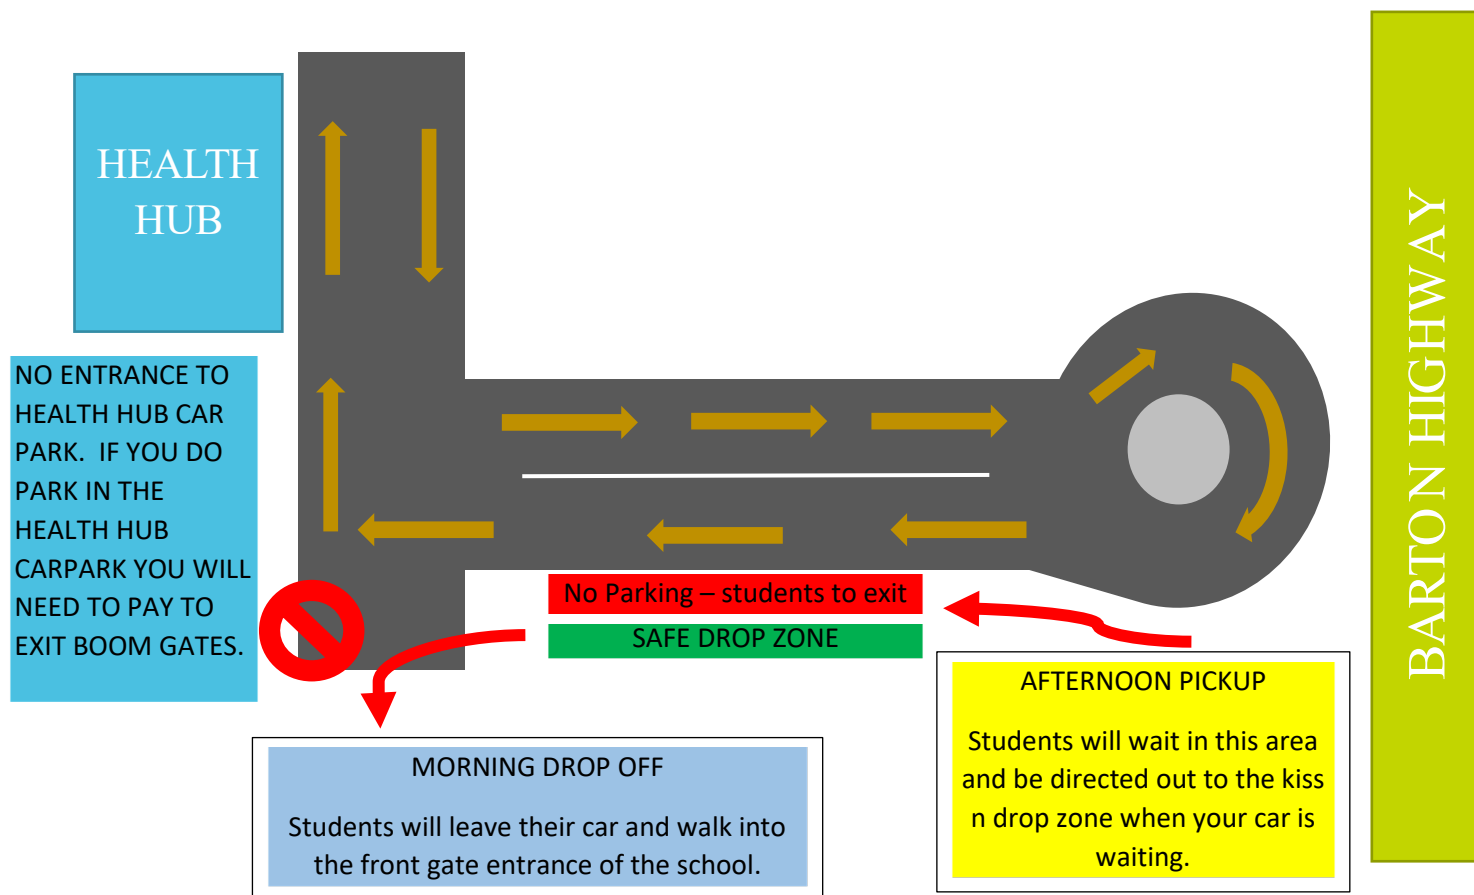 HEALTH
HUB
NO ENTRANCE TO
HEALTH HUB CAR
PARK.  IF YOU DO
PARK IN THE
HEALTH HUB
CARPARK YOU WILL
NEED TO PAY TO
EXIT BOOM GATES.
No Parking – students to exit
SAFE DROP ZONE
MORNING DROP OFF
Students will leave their car and walk into
the front gate entrance of the school.
AFTERNOON PICKUP
Students will wait in this area
and be directed out to the kiss
n drop zone when your car is
waiting.
BARTON HIGHWAY